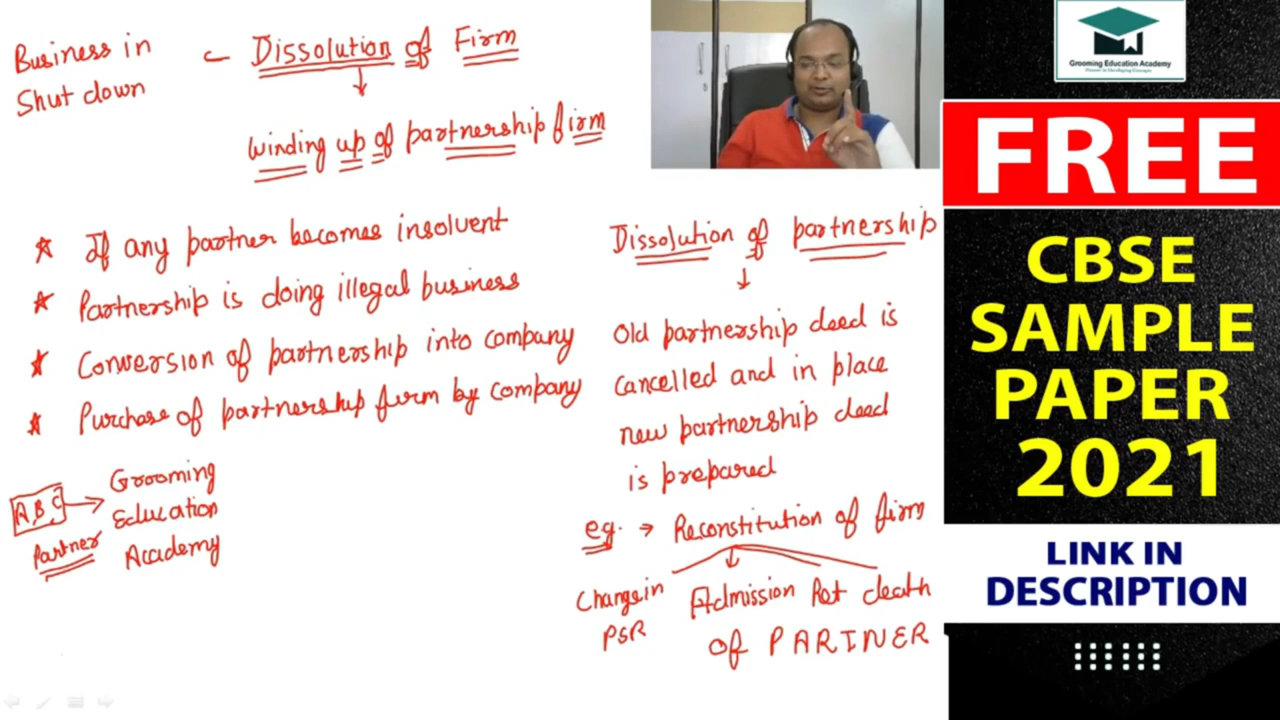 Business in
Shut down
Dissolution of Firm
Winding up of partnership firm
If any partner becomes insolvent
Partnership is doing illegal business
Conversion of partnership into company
Purchase of partnership firm by company
A,B,C → Grooming
Education
Academy
Partner
Dissolution of partnership
Old partnership deed is
cancelled and in place
new partnership deed
is prepared
eg. → Reconstitution of firm
Change in
PSR
Admission Ret death
of PARTNER
Grooming Education Academy
FREE
CBSE
SAMPLE
PAPER
2021
LINK IN
DESCRIPTION